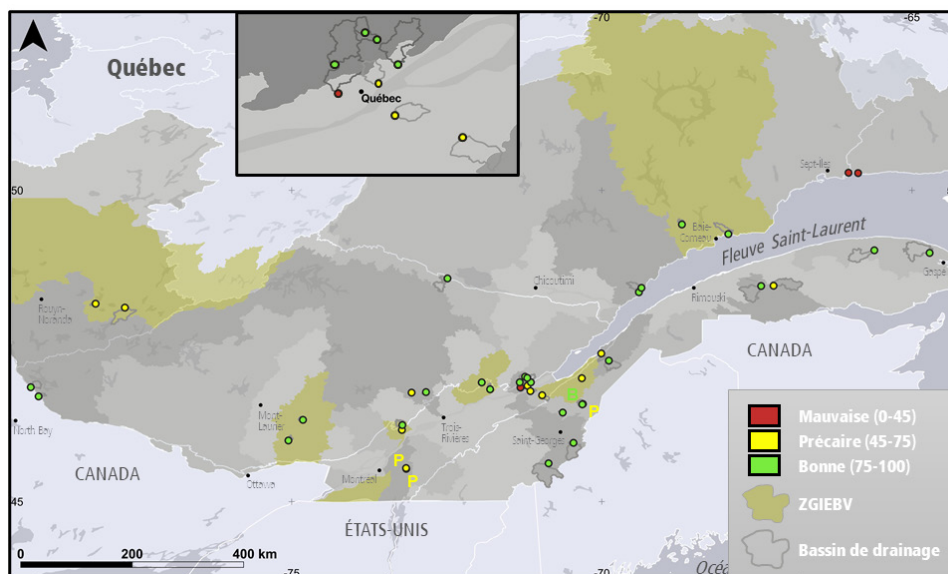 -70
-65
Québec
Québec
Sept-Îles
50
50
Baie-
Comeau
Fleuve Saint-Laurent
Gaspé
Chicoutimi
Rimouski
Rouyn-
Noranda
CANADA
P
P
Mont-
Laurier
Trois-
Rivières
North Bay
Saint-Georges
Mauvaise (0-45)
Précaire (45-75)
Bonne (75-100)
CANADA
P
P
Montréal
Ottawa
ZGIEBV
45
45
ÉTATS-UNIS
Bassin de drainage
0 200 400 km
-75
-70